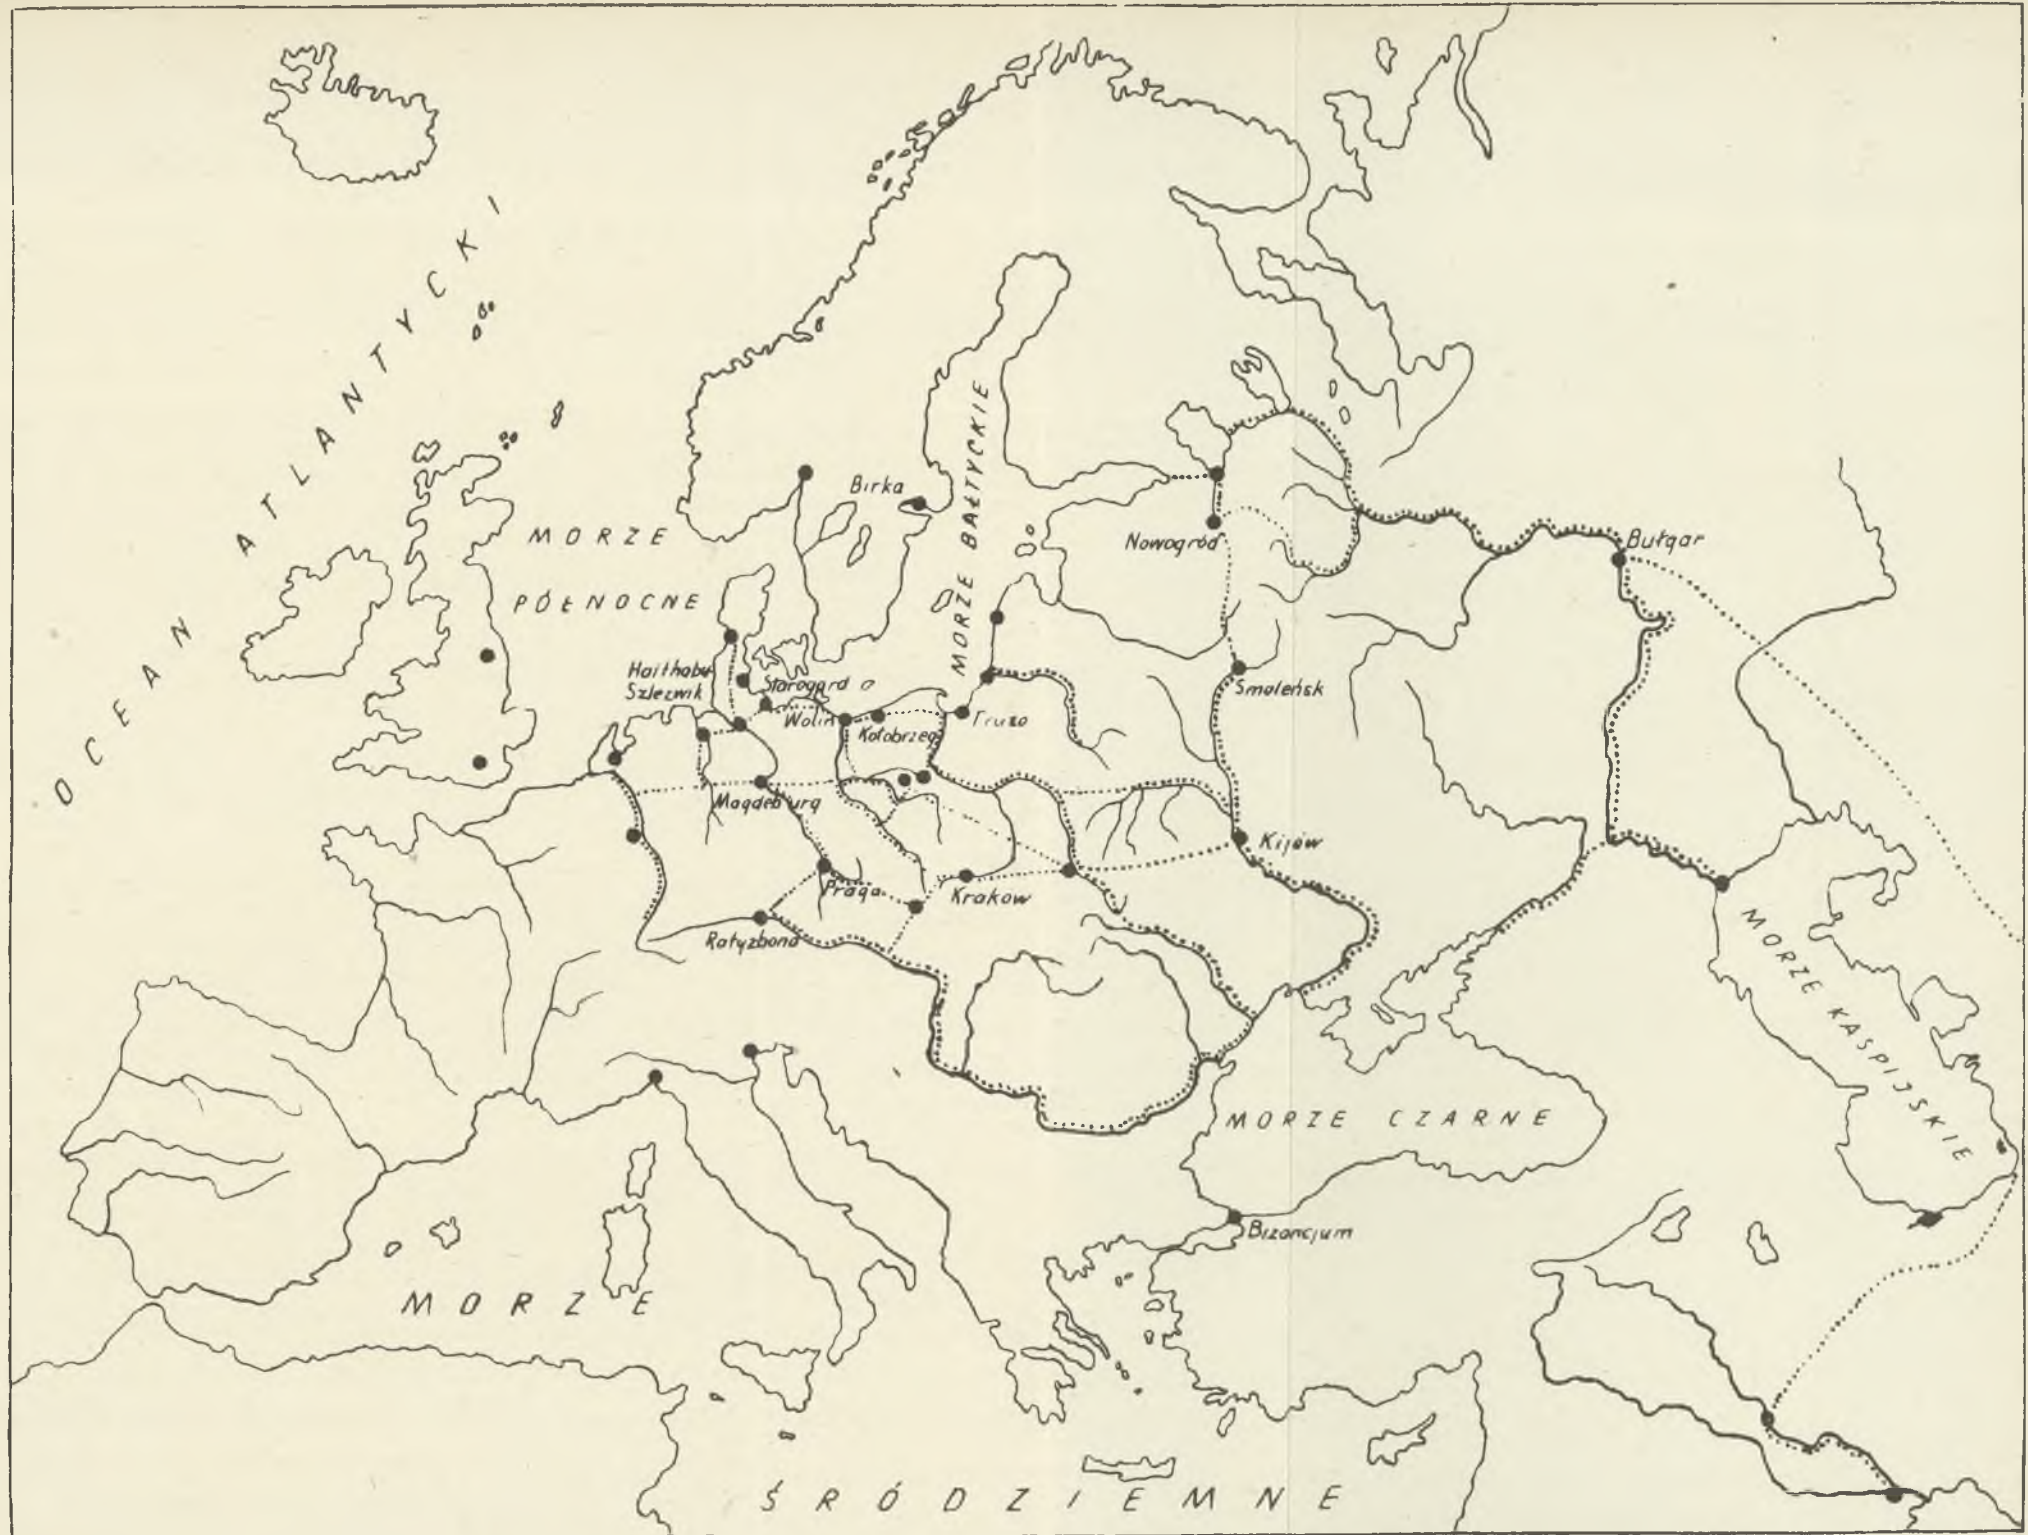 OCEAN ATLANTYCKI
MORZE
PÓŁNOCNE
MORZE BAŁTYCKIE
Birka
Nowogród
Bułgar
Haithabu
Szlezwik
Starogard
Wolin
Kołobrzeg
Truso
Smoleńsk
Magdeburg
Kijów
Praga
Krakow
Ratyzbona
MORZE KASPIJSKIE
MORZE CZARNE
Bizancjum
MORZE
ŚRÓDZIEMNE